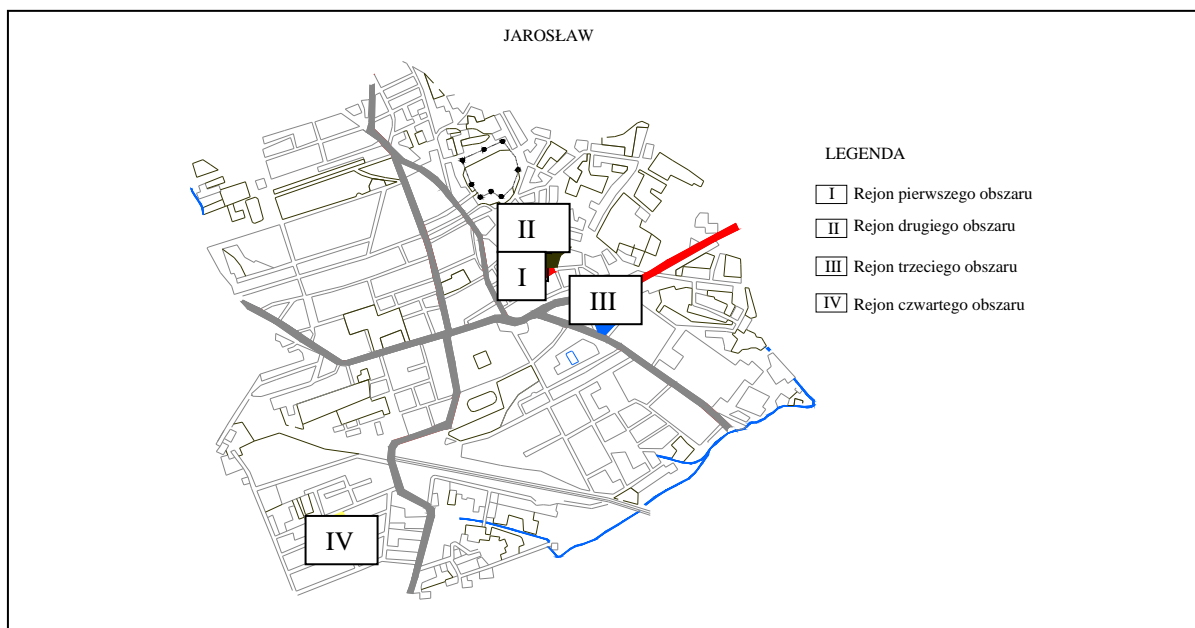 JAROSŁAW
LEGENDA
I Rejon pierwszego obszaru
II Rejon drugiego obszaru
III Rejon trzeciego obszaru
IV Rejon czwartego obszaru
II
I
III
IV